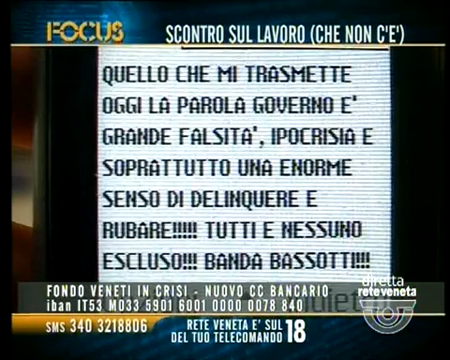 FOCUS
SCONTRO SUL LAVORO (CHE NON C'E')
QUELLO CHE MI TRASMETTE
OGGI LA PAROLA GOVERNO E'
GRANDE FALSITA', IPOCRISIA E
SOPRATTUTTO UNA ENORME
SENSO DI DELINQUERE E
RUBARE!!!!! TUTTI E NESSUNO
ESCLUSO!!! BANDA BASSOTTI!!!!
diretta
reteveneta
FONDO VENETI IN CRISI - NUOVO CC BANCARIO
iban IT53 M033 5901 6001 0000 0078 840
SMS 340 3218806
RETE VENETA E' SUL
DEL TUO TELECOMANDO 18